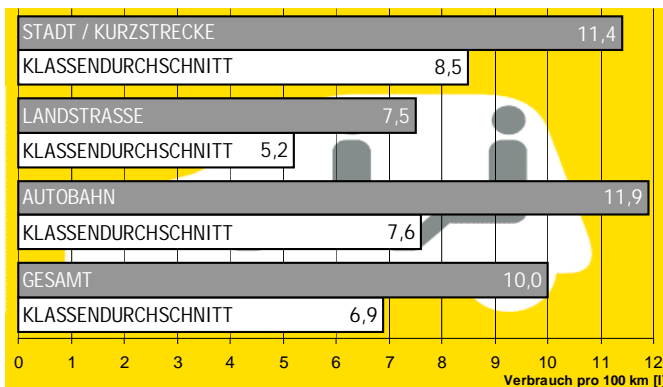 STADT / KURZSTRECKE 11,4
KLASSENDURCHSCHNITT 8,5
LANDSTRASSE 7,5
KLASSENDURCHSCHNITT 5,2
AUTOBAHN 11,9
KLASSENDURCHSCHNITT 7,6
GESAMT 10,0
KLASSENDURCHSCHNITT 6,9
0 1 2 3 4 5 6 7 8 9 10 11 12
Verbrauch pro 100 km [l]